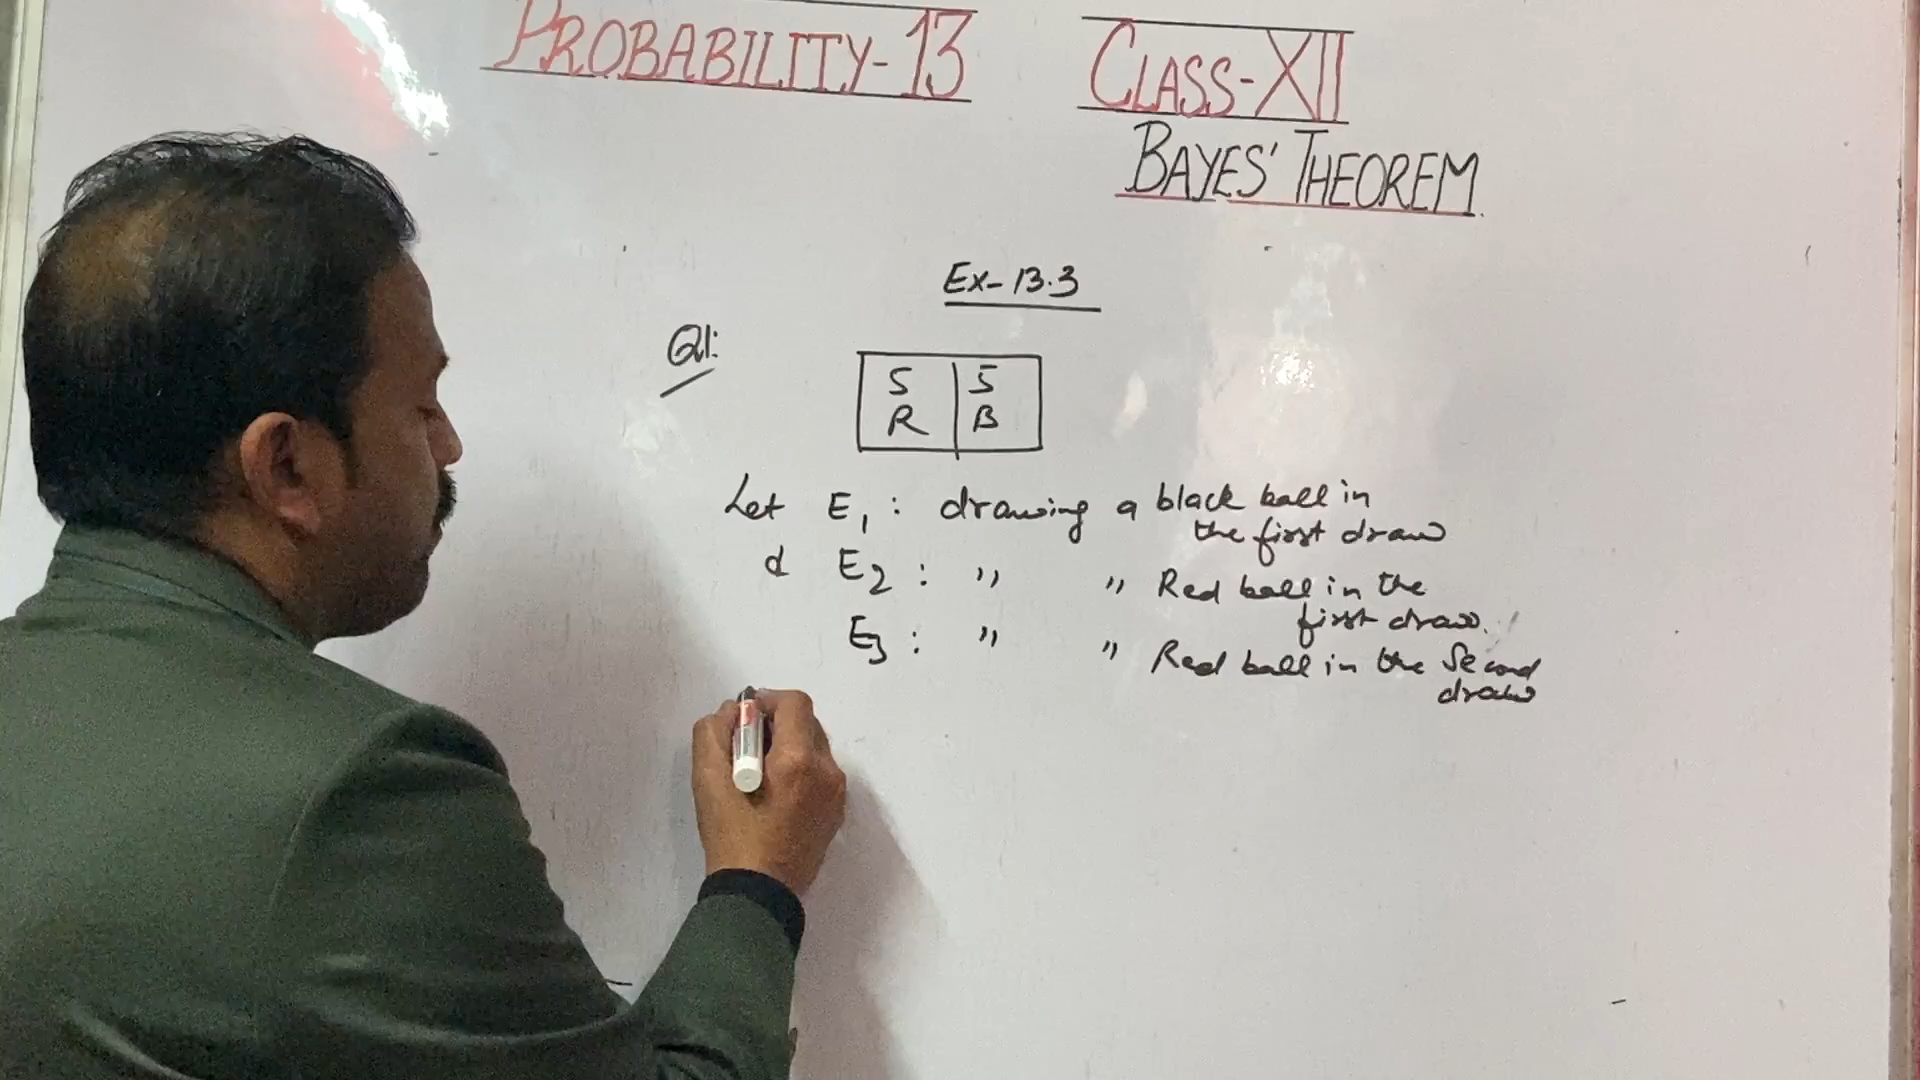 PROBABILITY-13 CLASS-XII
BAYES' THEOREM.
Ex-13.3
Q1:
5 5
R B
Let E1 : drawing a black ball in
the first draw
d E2 : ,, ,, Red ball in the
first draw.
E3 : ,, ,, Red ball in the Second
draw